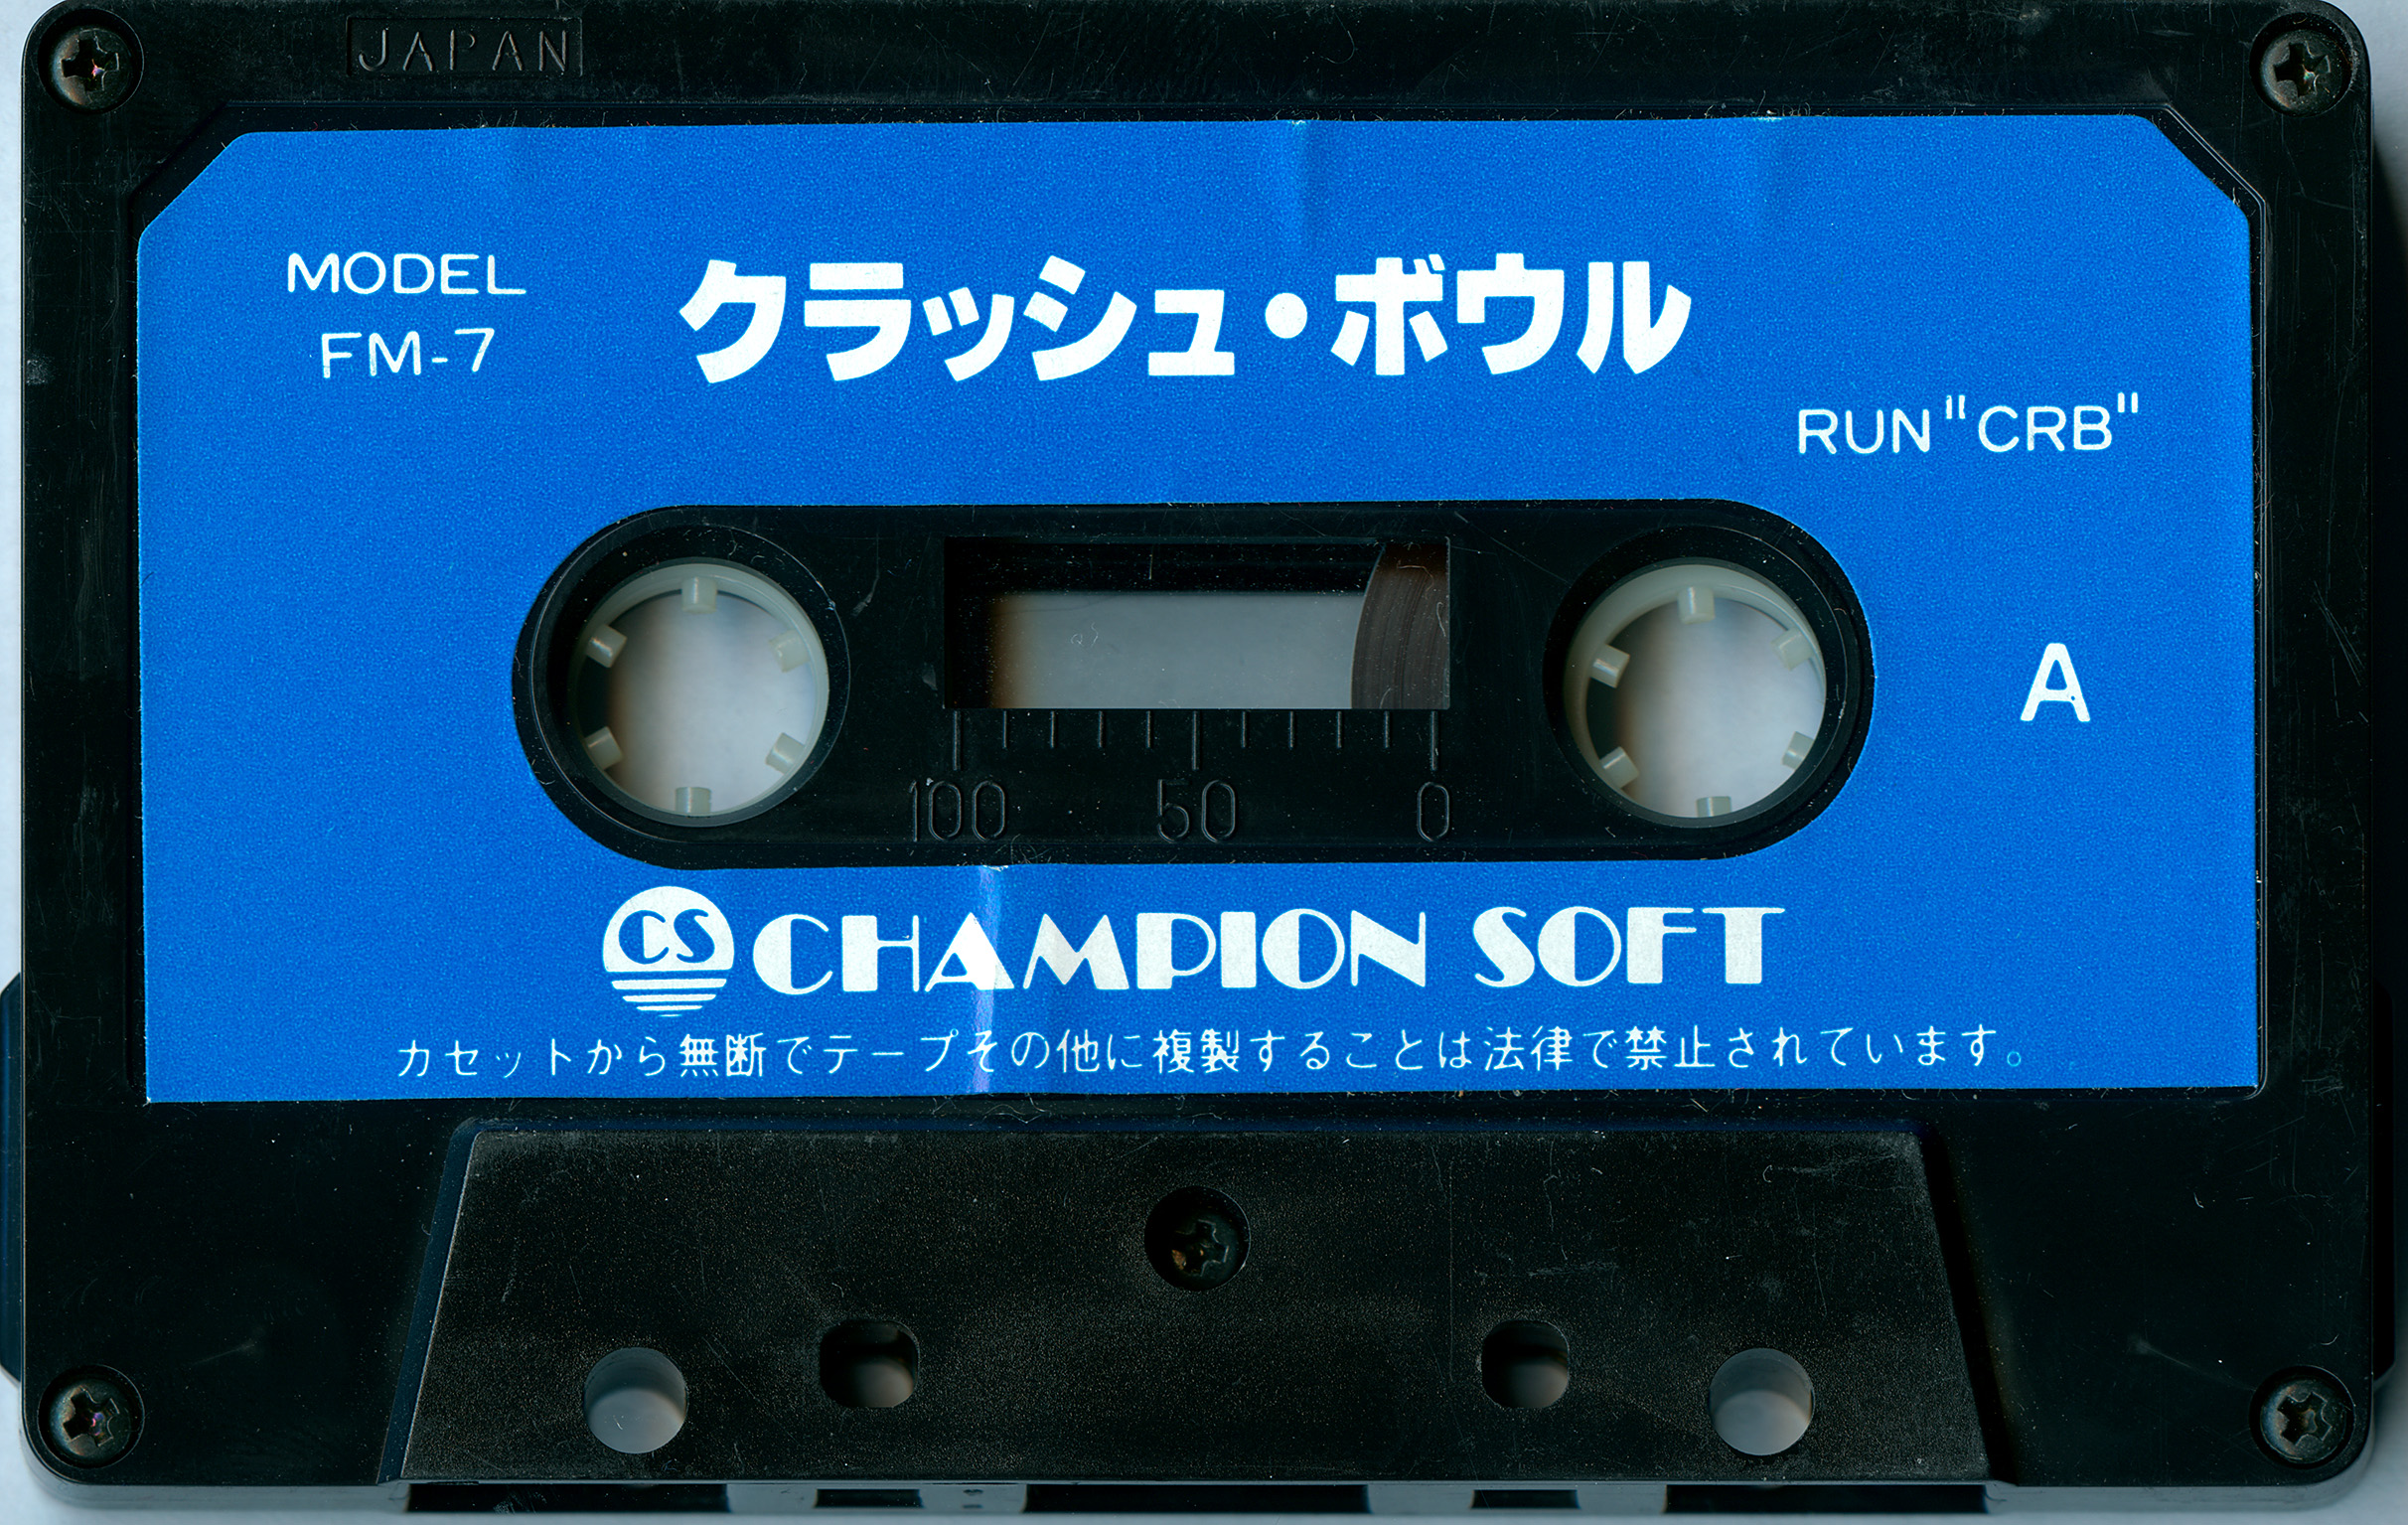 JAPAN
MODEL
FM-7
クラッシュ・ボウル
RUN"CRB"
A
100 50 0
CS CHAMPION SOFT
カセットから無断でテープその他に複製することは法律で禁止されています。